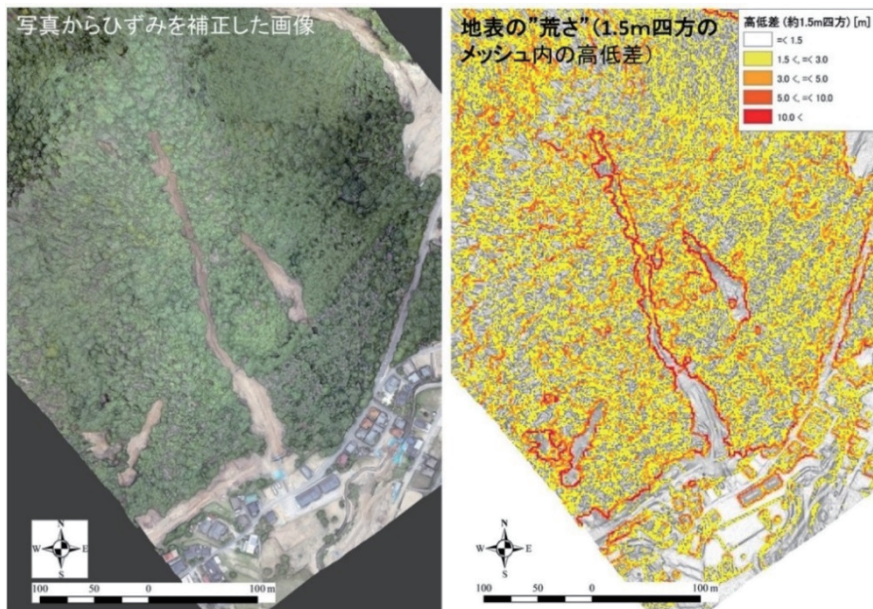 写真からひずみを補正した画像
N
W E
S
100 50 0 100 m
地表の"荒さ"(1.5m四方の
メッシュ内の高低差)
高低差 (約1.5m四方) [m]
=< 1.5
1.5 <, =< 3.0
3.0 <, =< 5.0
5.0 <, =< 10.0
10.0 <
N
W E
S
100 50 0 100 m